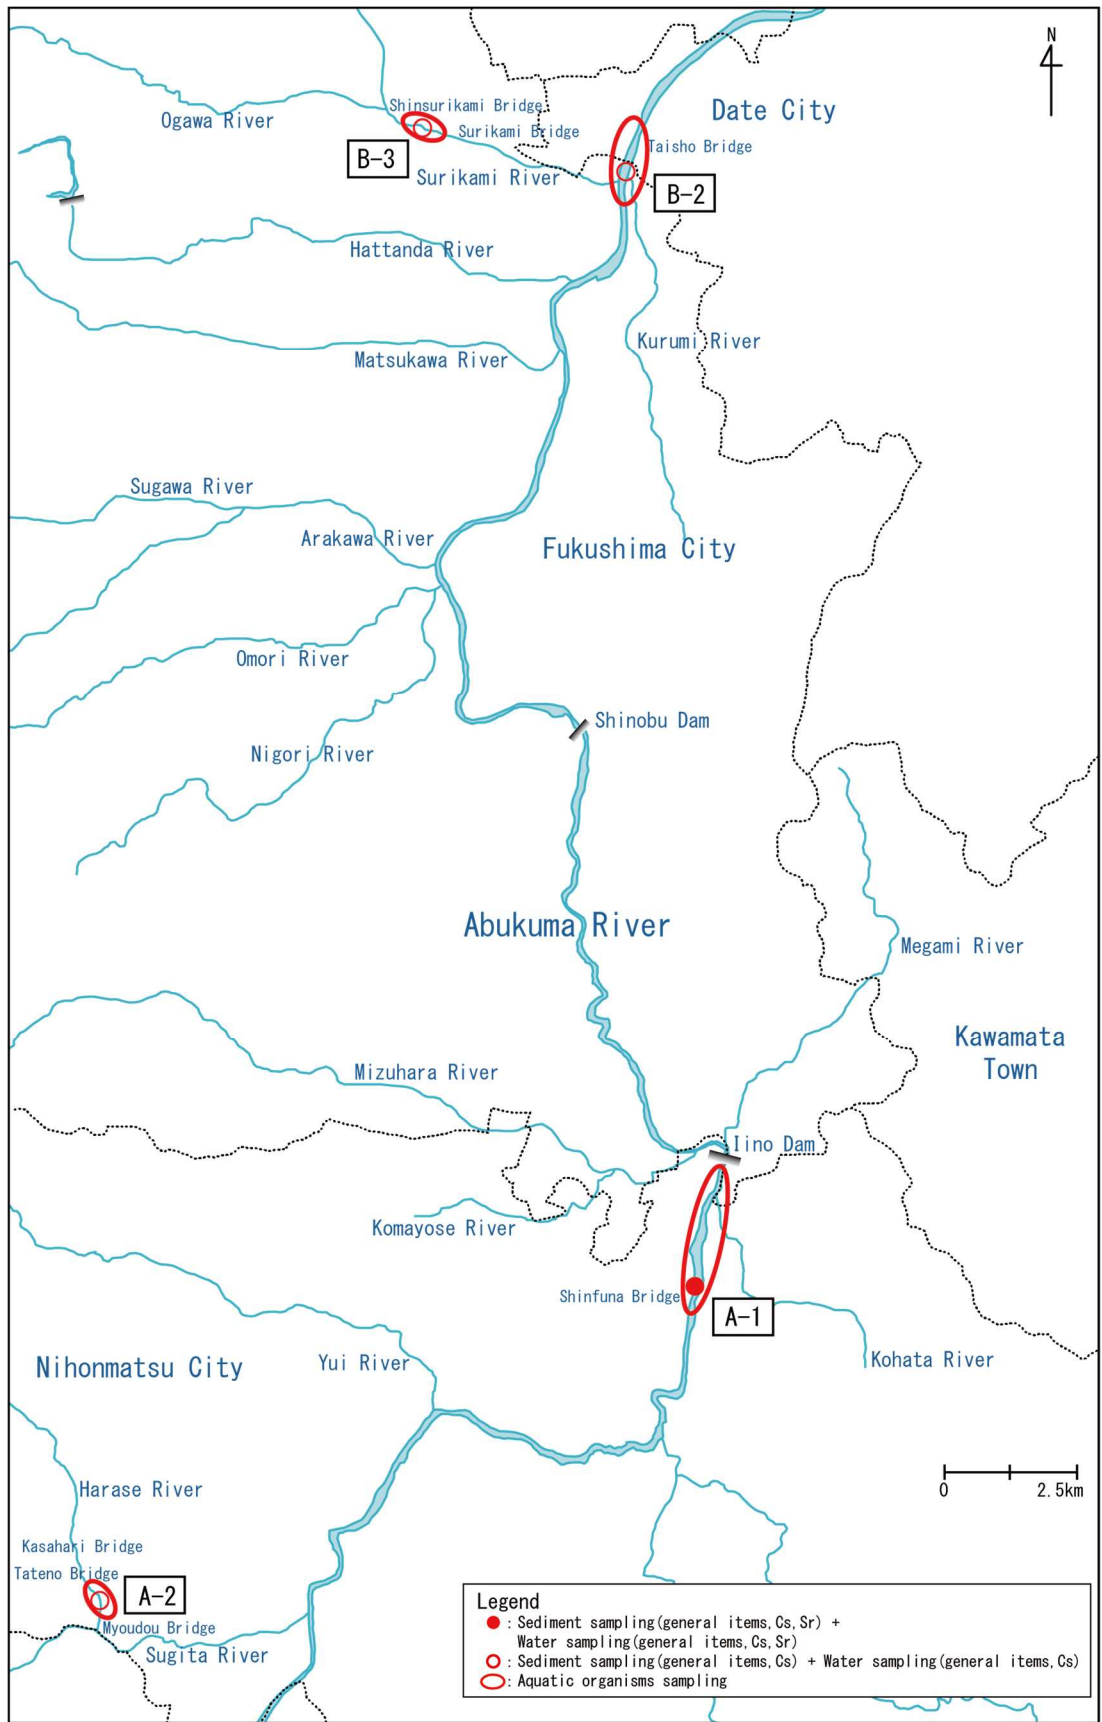 N
Date City
Shinsurikami Bridge
Ogawa River
Surikami Bridge
Taisho Bridge
B-3
Surikami River
B-2
Hattanda River
Kurumi River
Matsukawa River
Sugawa River
Arakawa River
Fukushima City
Omori River
Shinobu Dam
Nigori River
Abukuma River
Megami River
Kawamata
Town
Mizuhara River
Iino Dam
Komayose River
Shinfuna Bridge
A-1
Nihonmatsu City
Yui River
Kohata River
Harase River
0 2.5km
Kasahari Bridge
Tateno Bridge
A-2
Myoudou Bridge
Sugita River
Legend
: Sediment sampling(general items,Cs,Sr) +
Water sampling(general items,Cs,Sr)
: Sediment sampling(general items,Cs) + Water sampling(general items,Cs)
: Aquatic organisms sampling